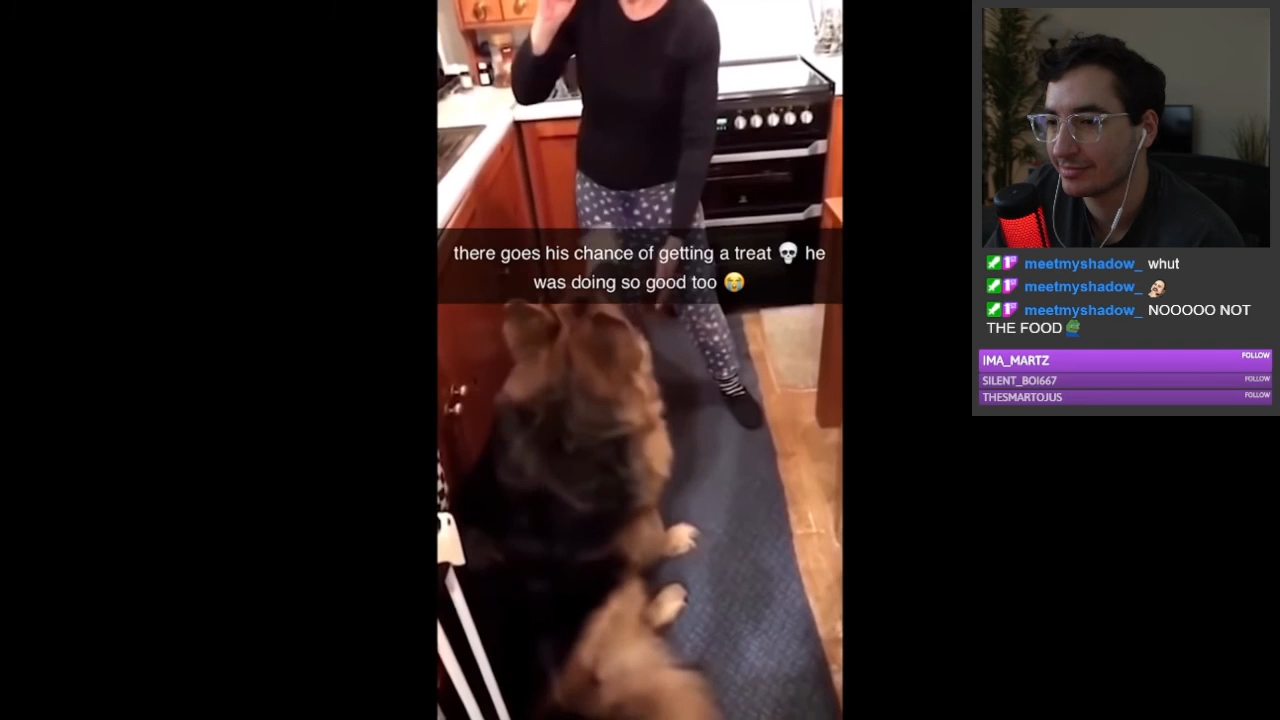 there goes his chance of getting a treat 💀 he
was doing so good too 😭
meetmyshadow_ whut
meetmyshadow_
meetmyshadow_ NOOOOO NOT
THE FOOD
IMA_MARTZ FOLLOW
SILENT_BOI667 FOLLOW
THESMARTOJUS FOLLOW